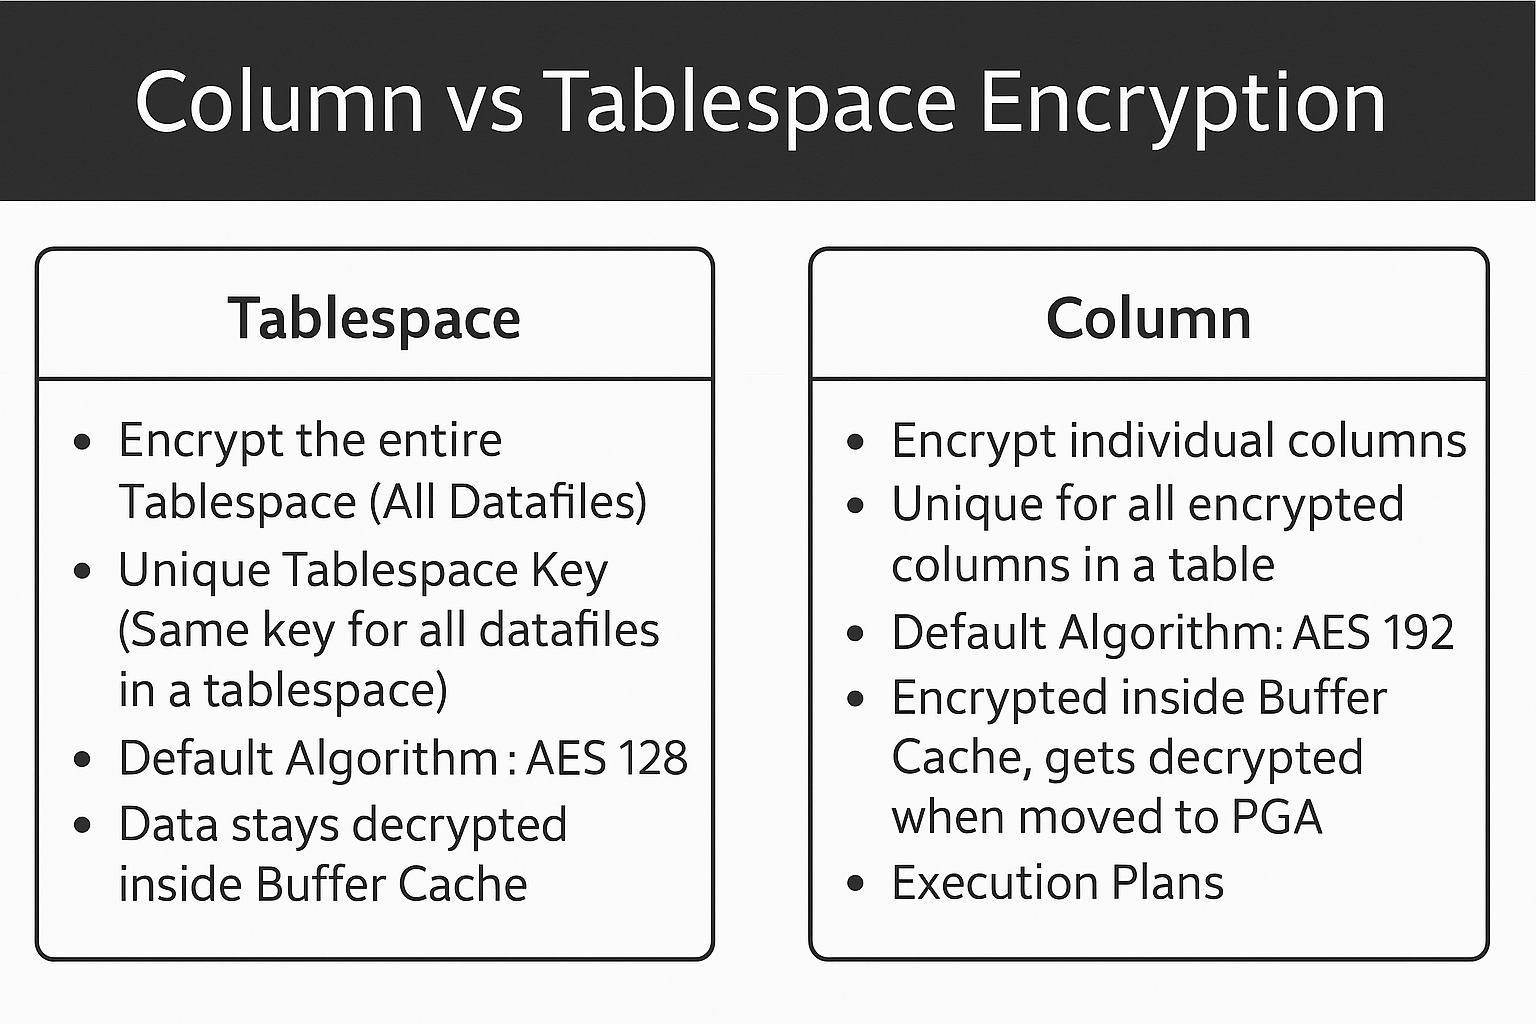 Column vs Tablespace Encryption
Tablespace
• Encrypt the entire
Tablespace (All Datafiles)
• Unique Tablespace Key
(Same key for all datafiles
in a tablespace)
• Default Algorithm : AES 128
• Data stays decrypted
inside Buffer Cache
Column
• Encrypt individual columns
• Unique for all encrypted
columns in a table
• Default Algorithm: AES 192
• Encrypted inside Buffer
Cache, gets decrypted
when moved to PGA
• Execution Plans